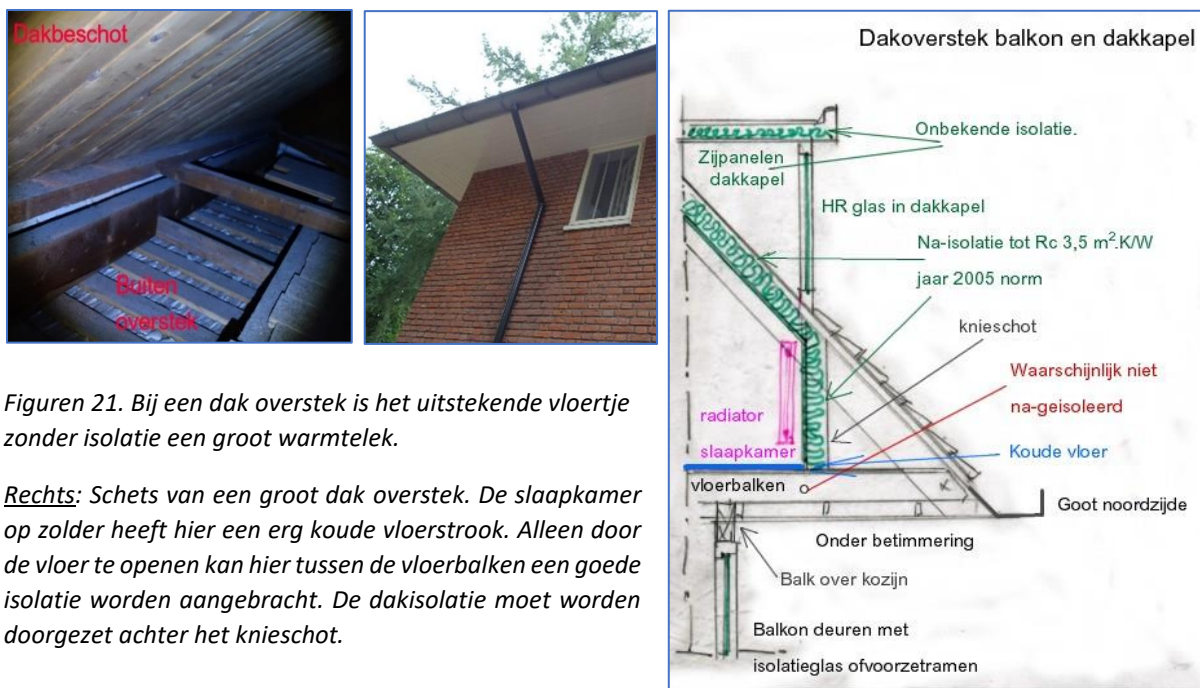 Dakbeschot
Buiten
overstek
Figuren 21. Bij een dak overstek is het uitstekende vloertje
zonder isolatie een groot warmtelek.
Rechts: Schets van een groot dak overstek. De slaapkamer
op zolder heeft hier een erg koude vloerstrook. Alleen door
de vloer te openen kan hier tussen de vloerbalken een goede
isolatie worden aangebracht. De dakisolatie moet worden
doorgezet achter het knieschot.
Dakoverstek balkon en dakkapel
Onbekende isolatie.
Zijpanelen
dakkapel
HR glas in dakkapel
Na-isolatie tot Rc 3,5 m².K/W
jaar 2005 norm
knieschot
Waarschijnlijk niet
na-geisoleerd
radiator
slaapkamer
Koude vloer
vloerbalken
Goot noordzijde
Onder betimmering
Balk over kozijn
Balkon deuren met
isolatieglas ofvoorzetramen